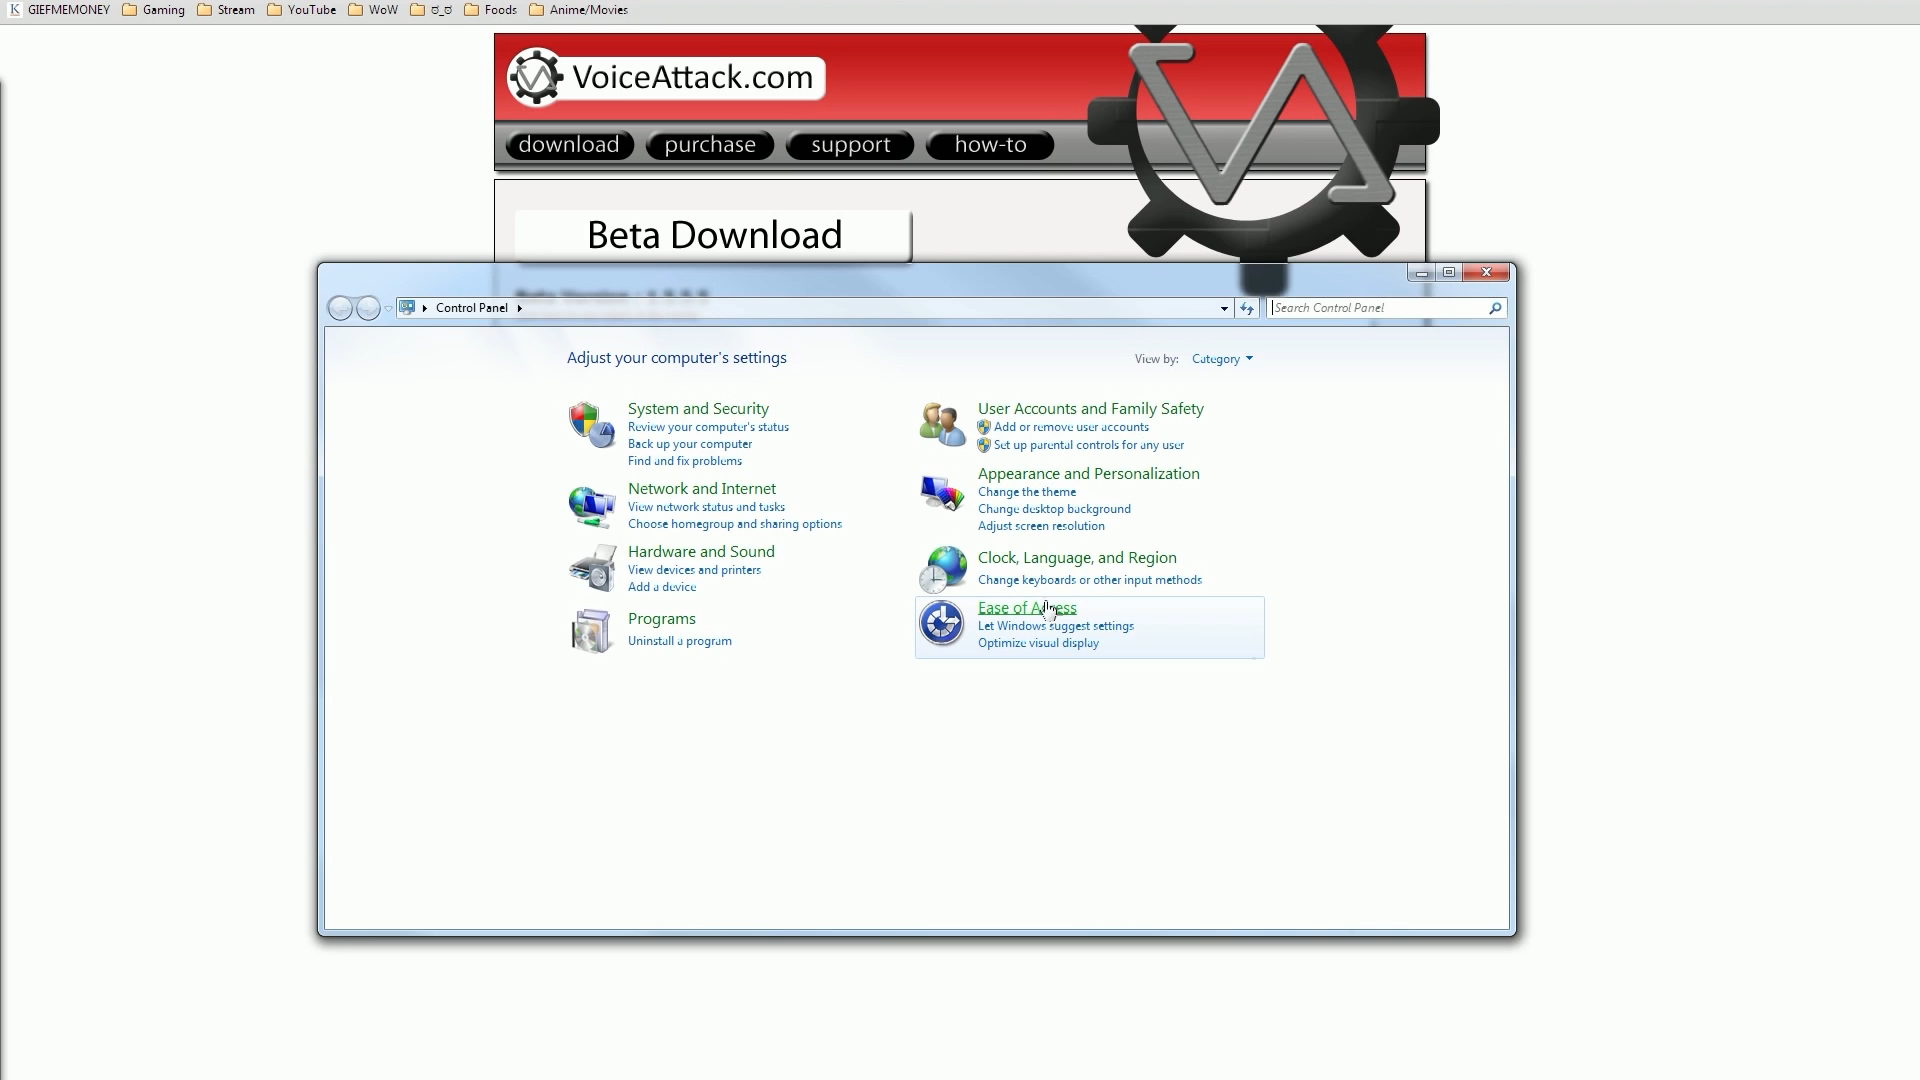 K GIEFMEMONEY Gaming Stream YouTube WoW ಠ_ಠ Foods Anime/Movies
VoiceAttack.com
download purchase support how-to
Beta Download
Control Panel
Search Control Panel
Adjust your computer's settings
View by: Category
System and Security
Review your computer's status
Back up your computer
Find and fix problems
Network and Internet
View network status and tasks
Choose homegroup and sharing options
Hardware and Sound
View devices and printers
Add a device
Programs
Uninstall a program
User Accounts and Family Safety
Add or remove user accounts
Set up parental controls for any user
Appearance and Personalization
Change the theme
Change desktop background
Adjust screen resolution
Clock, Language, and Region
Change keyboards or other input methods
Ease of Access
Let Windows suggest settings
Optimize visual display